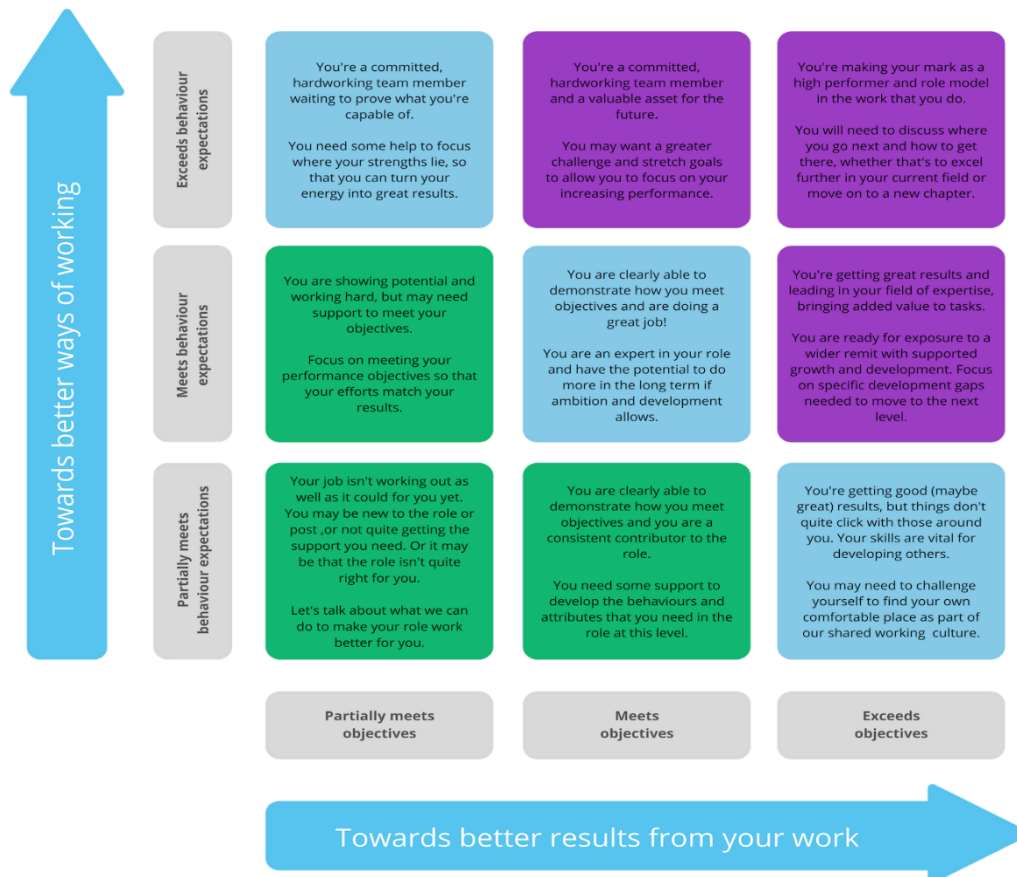 Towards better ways of working
Exceeds behaviour
expectations
You're a committed,
hardworking team member
waiting to prove what you're
capable of.
You need some help to focus
where your strengths lie, so
that you can turn your
energy into great results.
You're a committed,
hardworking team member
and a valuable asset for the
future.
You may want a greater
challenge and stretch goals
to allow you to focus on your
increasing performance.
You're making your mark as a
high performer and role model
in the work that you do.
You will need to discuss where
you go next and how to get
there, whether that's to excel
further in your current field or
move on to a new chapter.
Meets behaviour
expectations
You are showing potential and
working hard, but may need
support to meet your
objectives.
Focus on meeting your
performance objectives so that
your efforts match your
results.
You are clearly able to
demonstrate how you meet
objectives and are doing a
great job!
You are an expert in your role
and have the potential to do
more in the long term if
ambition and development
allows.
You're getting great results and
leading in your field of expertise,
bringing added value to tasks.
You are ready for exposure to a
wider remit with supported
growth and development. Focus
on specific development gaps
needed to move to the next
level.
Partially meets
behaviour expectations
Your job isn't working out as
well as it could for you yet.
You may be new to the role or
post ,or not quite getting the
support you need. Or it may
be that the role isn't quite
right for you.
Let's talk about what we can
do to make your role work
better for you.
You are clearly able to
demonstrate how you meet
objectives and you are a
consistent contributor to the
role.
You need some support to
develop the behaviours and
attributes that you need in the
role at this level.
You're getting good (maybe
great) results, but things don't
quite click with those around
you. Your skills are vital for
developing others.
You may need to challenge
yourself to find your own
comfortable place as part of
our shared working culture.
Partially meets
objectives
Meets
objectives
Exceeds
objectives
Towards better results from your work